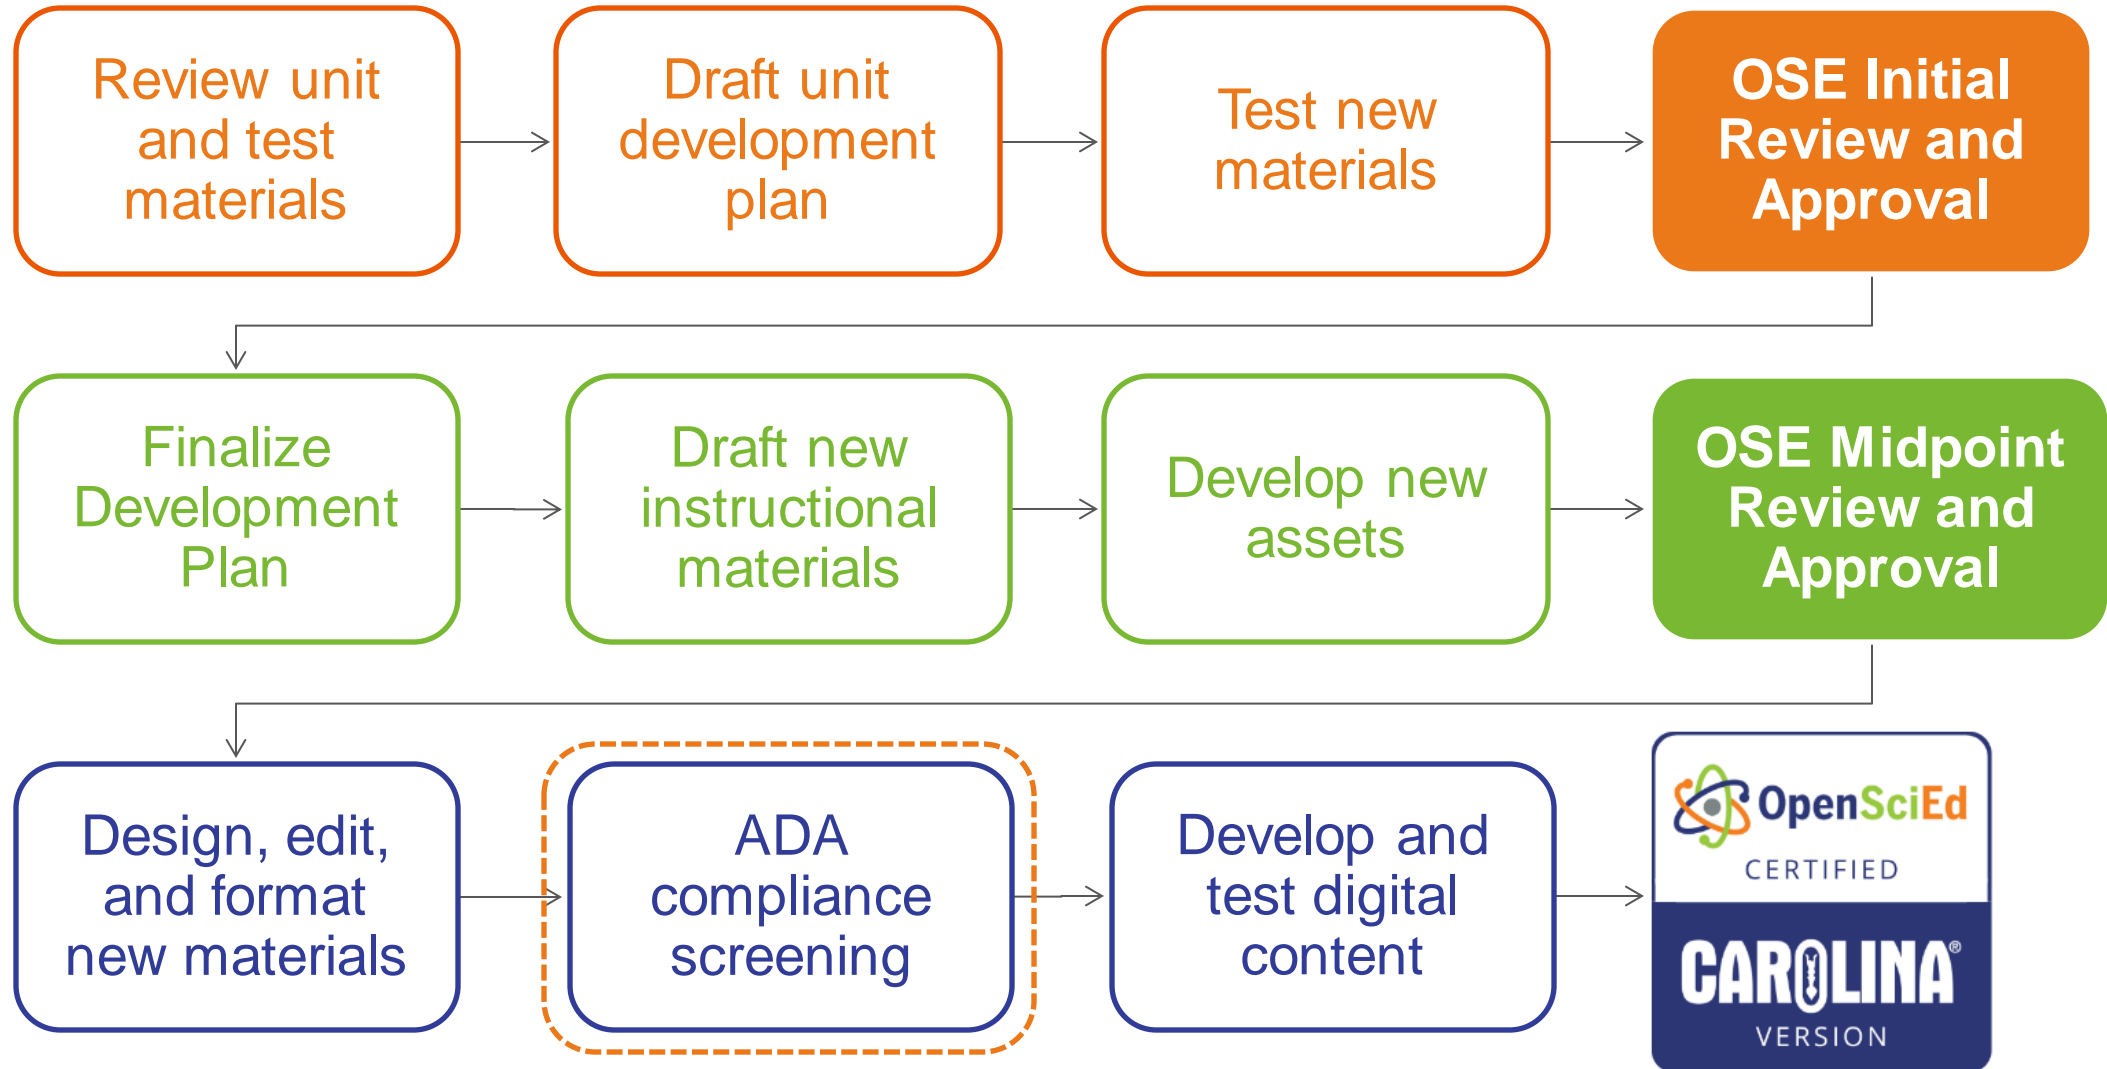 Review unit
and test
materials
Draft unit
development
plan
Test new
materials
OSE Initial
Review and
Approval
Finalize
Development
Plan
Draft new
instructional
materials
Develop new
assets
OSE Midpoint
Review and
Approval
Design, edit,
and format
new materials
ADA
compliance
screening
Develop and
test digital
content
OpenSciEd
CERTIFIED
CAROLINA®
VERSION